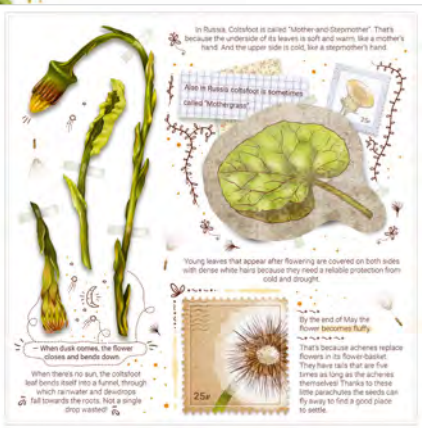 In Russia, Coltsfoot is called "Mother-and-Stepmother". That's
because the underside of its leaves is soft and warm, like a mother's
hand. And the upper side is cold, like a stepmother's hand.
Also in Russia coltsfoot is sometimes
called "Mothergrass".
25¢
Young leaves that appear after flowering are covered on both sides
with dense white hairs because they need a reliable protection from
cold and drought.
— When dusk comes, the flower
closes and bends down.
When there's no sun, the coltsfoot
leaf bends itself into a funnel, through
which rainwater and dewdrops
fall towards the roots. Not a single
drop wasted!
25¢
By the end of May the
flower becomes fluffy.
That's because achenes replace
flowers in its flower-basket.
They have tails that are five
times as long as the achenes
themselves! Thanks to these
little parachutes the seeds can
fly away to find a good place
to settle.